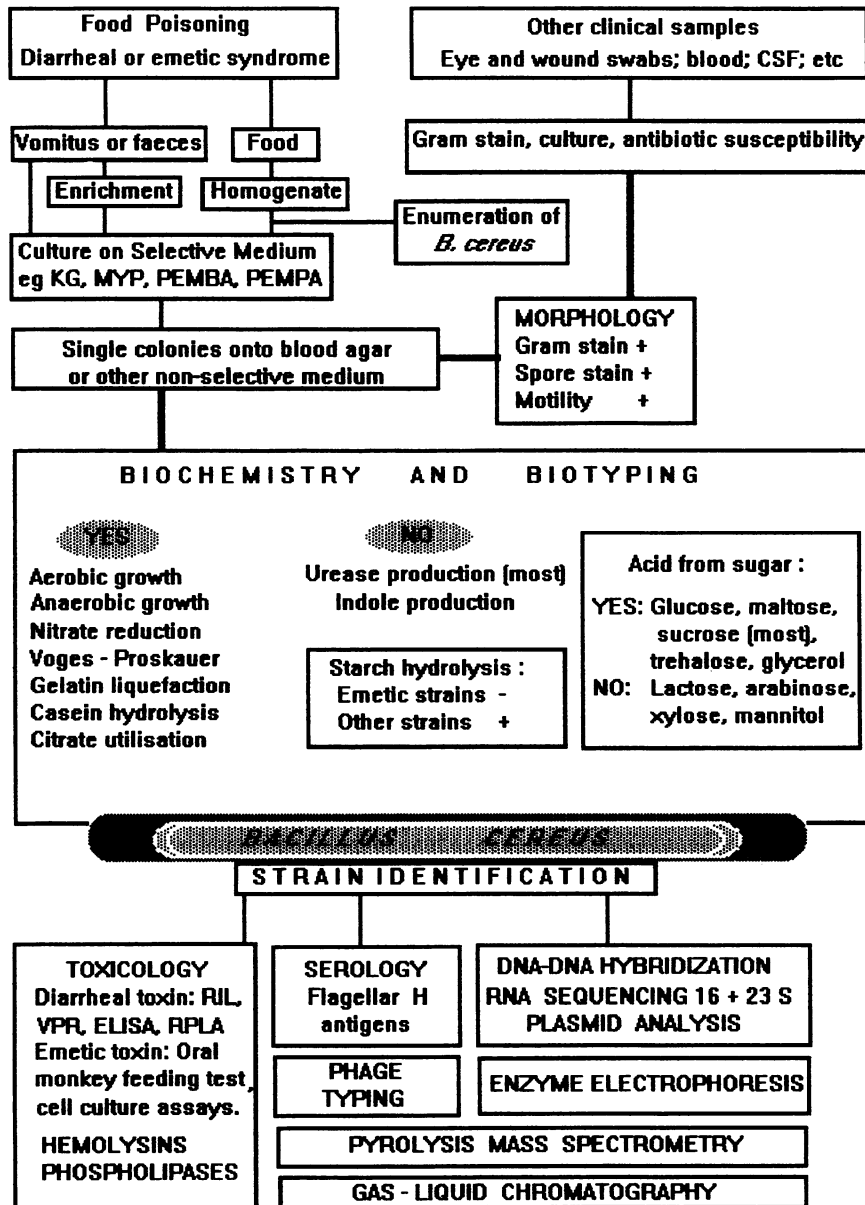 Food Poisoning
Diarrheal or emetic syndrome
Other clinical samples
Eye and wound swabs; blood; CSF; etc
Vomitus or faeces
Food
Gram stain, culture, antibiotic susceptibility
Enrichment
Homogenate
Enumeration of
B. cereus
Culture on Selective Medium
eg KG, MYP, PEMBA, PEMPA
Single colonies onto blood agar
or other non-selective medium
MORPHOLOGY
Gram stain +
Spore stain +
Motility +
BIOCHEMISTRY AND BIOTYPING
YES
Aerobic growth
Anaerobic growth
Nitrate reduction
Voges - Proskauer
Gelatin liquefaction
Casein hydrolysis
Citrate utilisation
NO
Urease production (most)
Indole production
Starch hydrolysis :
Emetic strains -
Other strains +
Acid from sugar :
YES: Glucose, maltose,
sucrose (most),
trehalose, glycerol
NO: Lactose, arabinose,
xylose, mannitol
BACILLUS CEREUS
STRAIN IDENTIFICATION
TOXICOLOGY
Diarrheal toxin: RIL,
VPR, ELISA, RPLA
Emetic toxin: Oral
monkey feeding test,
cell culture assays.
HEMOLYSINS
PHOSPHOLIPASES
SEROLOGY
Flagellar H
antigens
PHAGE
TYPING
DNA-DNA HYBRIDIZATION
RNA SEQUENCING 16 + 23 S
PLASMID ANALYSIS
ENZYME ELECTROPHORESIS
PYROLYSIS MASS SPECTROMETRY
GAS - LIQUID CHROMATOGRAPHY